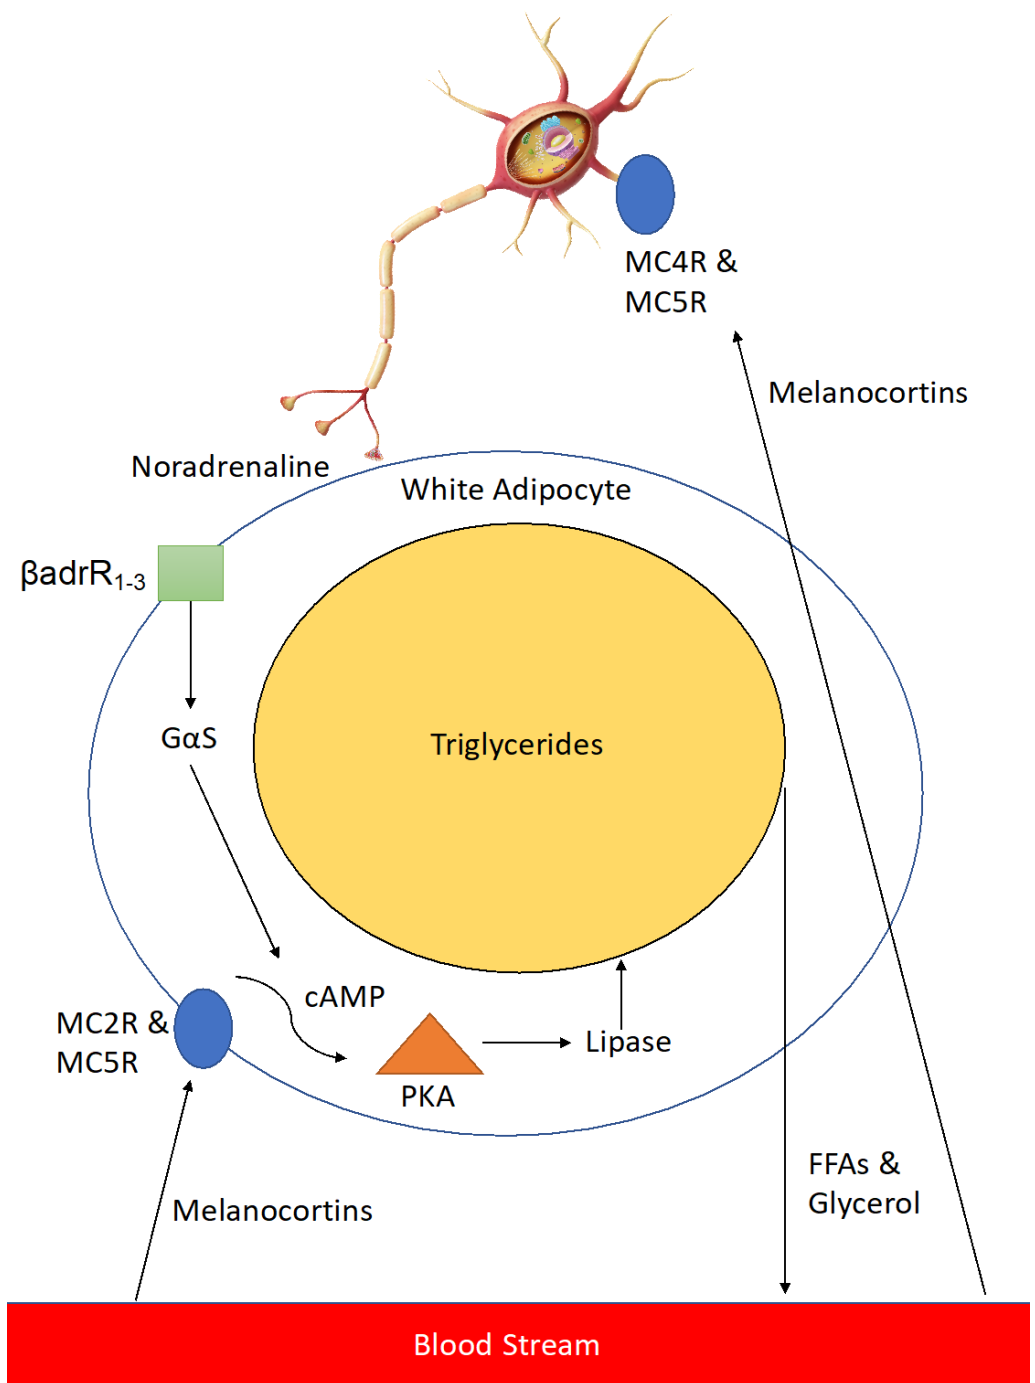 MC4R &
MC5R
Melanocortins
Noradrenaline
White Adipocyte
βadrR1-3
GαS
Triglycerides
cAMP
MC2R &
MC5R
Lipase
PKA
FFAs &
Glycerol
Melanocortins
Blood Stream